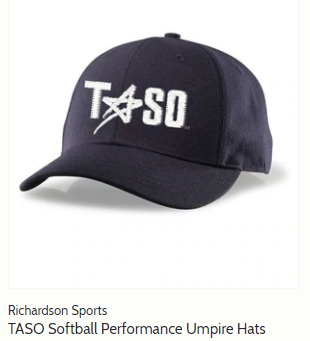 TASO
Richardson Sports
TASO Softball Performance Umpire Hats